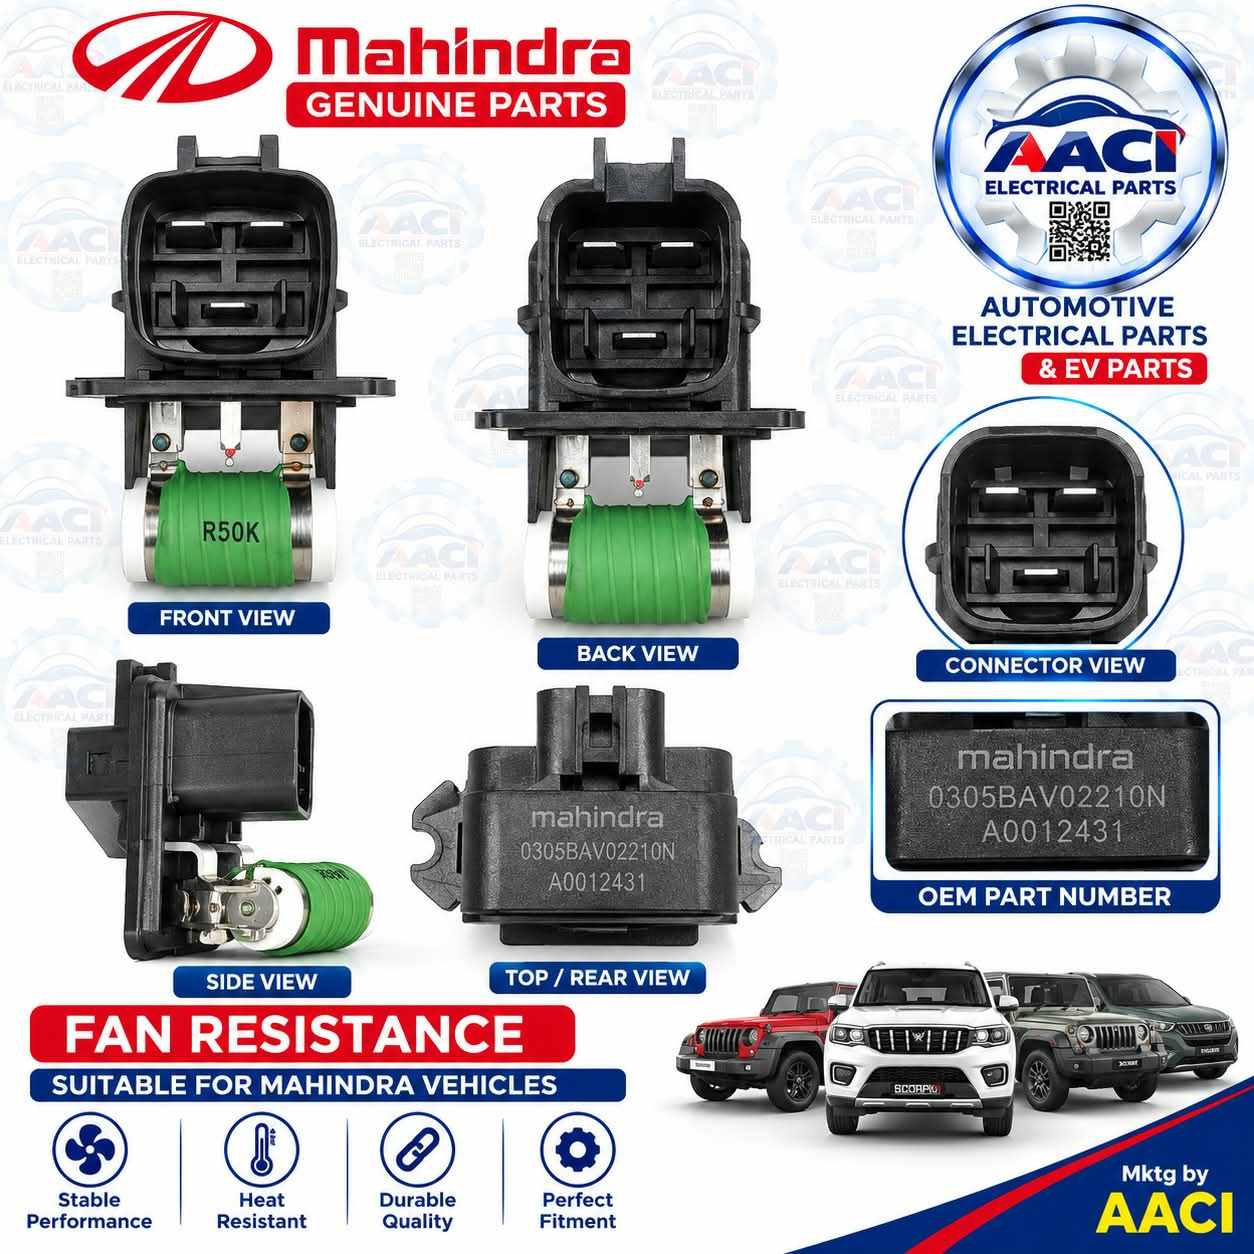 Mahindra
GENUINE PARTS
AACI
ELECTRICAL PARTS
AUTOMOTIVE
ELECTRICAL PARTS
& EV PARTS
R50K
FRONT VIEW
BACK VIEW
CONNECTOR VIEW
mahindra
0305BAV02210N
A0012431
mahindra
0305BAV02210N
A0012431
OEM PART NUMBER
SIDE VIEW
TOP / REAR VIEW
FAN RESISTANCE
SUITABLE FOR MAHINDRA VEHICLES
Stable
Performance
Heat
Resistant
Durable
Quality
Perfect
Fitment
SCORPIO
Mktg by
AACI